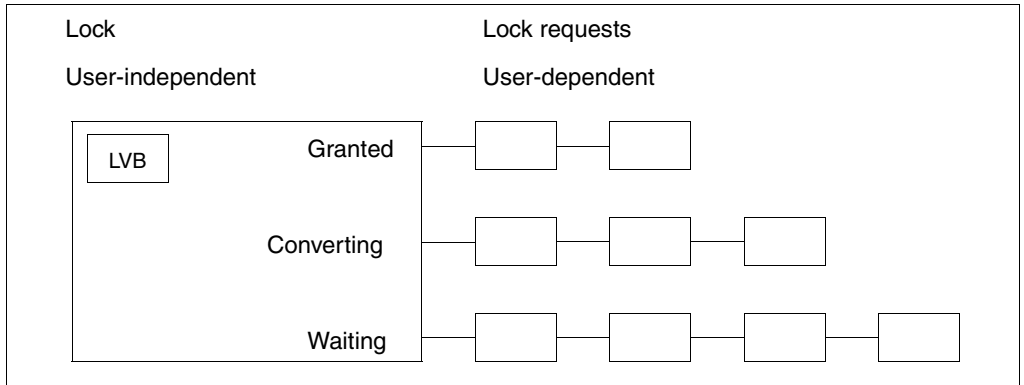 Lock
Lock requests
User-independent
User-dependent
LVB
Granted
Converting
Waiting